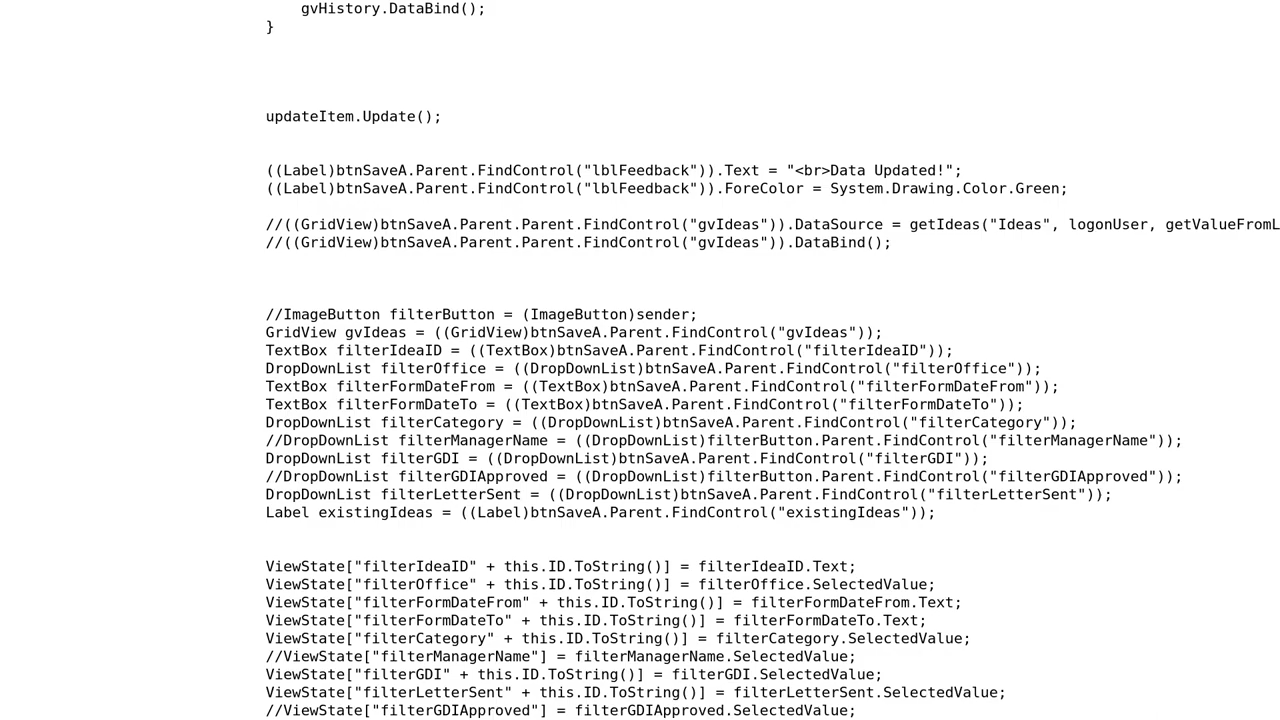 gvHistory.DataBind();
}
updateItem.Update();
((Label)btnSaveA.Parent.FindControl("lblFeedback")).Text = "<br>Data Updated!";
((Label)btnSaveA.Parent.FindControl("lblFeedback")).ForeColor = System.Drawing.Color.Green;
//((GridView)btnSaveA.Parent.Parent.FindControl("gvIdeas")).DataSource = getIdeas("Ideas", logonUser, getValueFromL
//((GridView)btnSaveA.Parent.Parent.FindControl("gvIdeas")).DataBind();
//ImageButton filterButton = (ImageButton)sender;
GridView gvIdeas = ((GridView)btnSaveA.Parent.FindControl("gvIdeas"));
TextBox filterIdeaID = ((TextBox)btnSaveA.Parent.FindControl("filterIdeaID"));
DropDownList filterOffice = ((DropDownList)btnSaveA.Parent.FindControl("filterOffice"));
TextBox filterFormDateFrom = ((TextBox)btnSaveA.Parent.FindControl("filterFormDateFrom"));
TextBox filterFormDateTo = ((TextBox)btnSaveA.Parent.FindControl("filterFormDateTo"));
DropDownList filterCategory = ((DropDownList)btnSaveA.Parent.FindControl("filterCategory"));
//DropDownList filterManagerName = ((DropDownList)filterButton.Parent.FindControl("filterManagerName"));
DropDownList filterGDI = ((DropDownList)btnSaveA.Parent.FindControl("filterGDI"));
//DropDownList filterGDIApproved = ((DropDownList)filterButton.Parent.FindControl("filterGDIApproved"));
DropDownList filterLetterSent = ((DropDownList)btnSaveA.Parent.FindControl("filterLetterSent"));
Label existingIdeas = ((Label)btnSaveA.Parent.FindControl("existingIdeas"));
ViewState["filterIdeaID" + this.ID.ToString()] = filterIdeaID.Text;
ViewState["filterOffice" + this.ID.ToString()] = filterOffice.SelectedValue;
ViewState["filterFormDateFrom" + this.ID.ToString()] = filterFormDateFrom.Text;
ViewState["filterFormDateTo" + this.ID.ToString()] = filterFormDateTo.Text;
ViewState["filterCategory" + this.ID.ToString()] = filterCategory.SelectedValue;
//ViewState["filterManagerName"] = filterManagerName.SelectedValue;
ViewState["filterGDI" + this.ID.ToString()] = filterGDI.SelectedValue;
ViewState["filterLetterSent" + this.ID.ToString()] = filterLetterSent.SelectedValue;
//ViewState["filterGDIApproved"] = filterGDIApproved.SelectedValue;